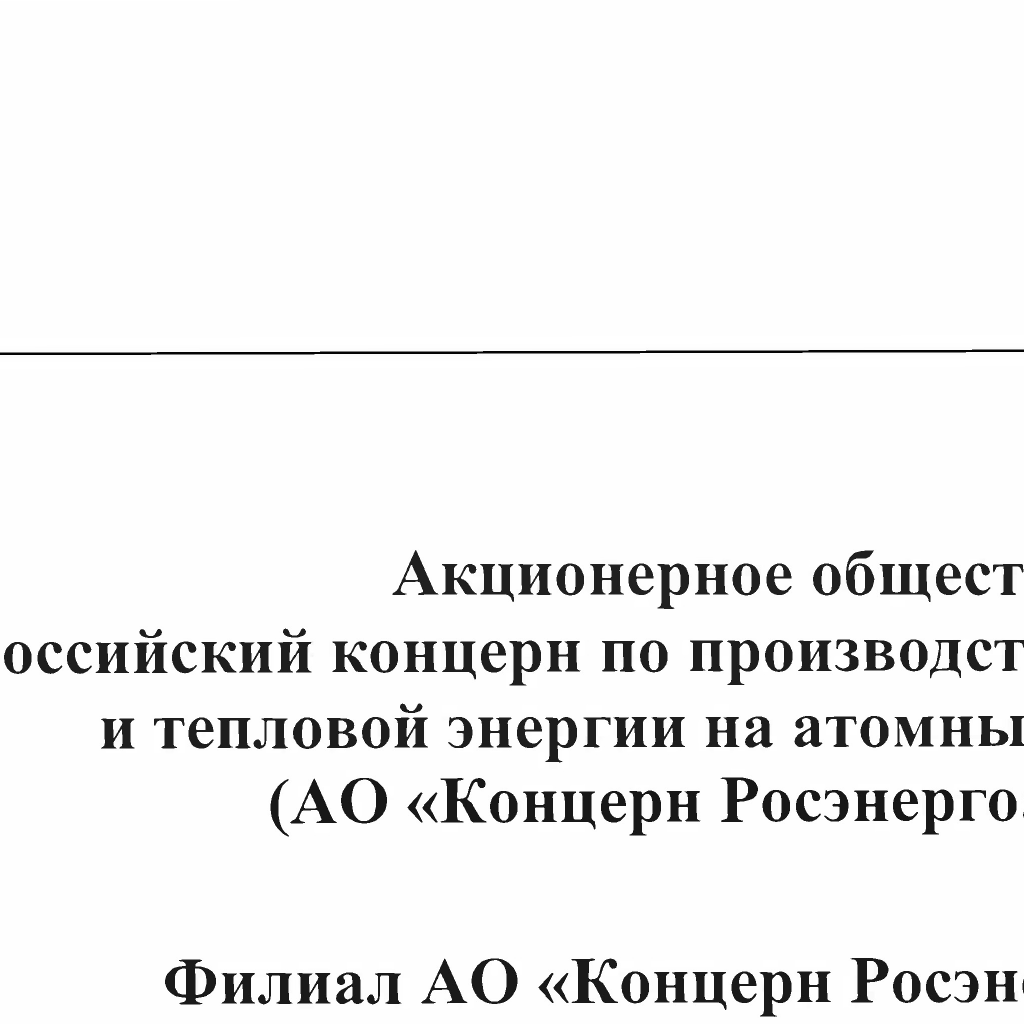 Акционерное общест
оссийский концерн по производст
и тепловой энергии на атомны
(АО «Концерн Росэнерго
Филиал АО «Концерн Росэн